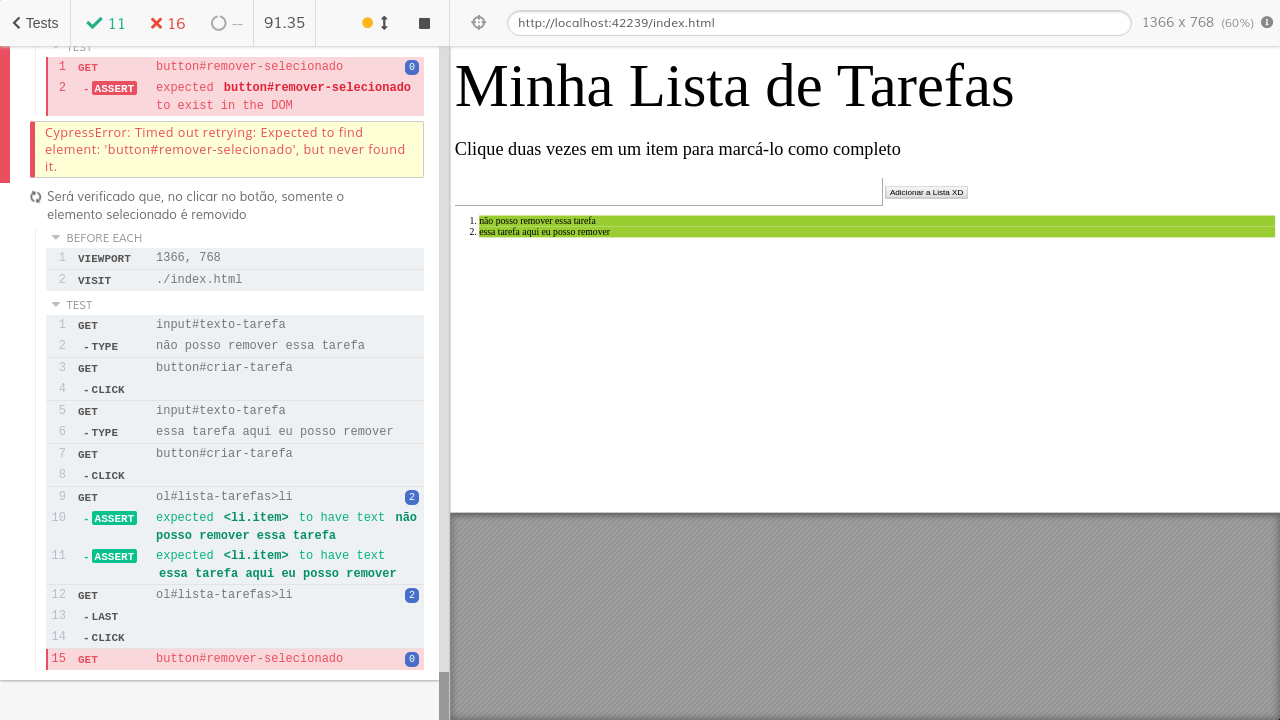 Tests 11 16 -- 91.35
TEST
1 GET button#remover-selecionado 0
2 - ASSERT expected button#remover-selecionado
to exist in the DOM
CypressError: Timed out retrying: Expected to find
element: 'button#remover-selecionado', but never found
it.
Será verificado que, no clicar no botão, somente o
elemento selecionado é removido
BEFORE EACH
1 VIEWPORT 1366, 768
2 VISIT ./index.html
TEST
1 GET input#texto-tarefa
2 - TYPE não posso remover essa tarefa
3 GET button#criar-tarefa
4 - CLICK
5 GET input#texto-tarefa
6 - TYPE essa tarefa aqui eu posso remover
7 GET button#criar-tarefa
8 - CLICK
9 GET ol#lista-tarefas>li 2
10 - ASSERT expected <li.item> to have text não
posso remover essa tarefa
11 - ASSERT expected <li.item> to have text
essa tarefa aqui eu posso remover
12 GET ol#lista-tarefas>li 2
13 - LAST
14 - CLICK
15 GET button#remover-selecionado 0
http://localhost:42239/index.html 1366 x 768 (60%)
Minha Lista de Tarefas
Clique duas vezes em um item para marcá-lo como completo
Adicionar a Lista XD
1. não posso remover essa tarefa
2. essa tarefa aqui eu posso remover